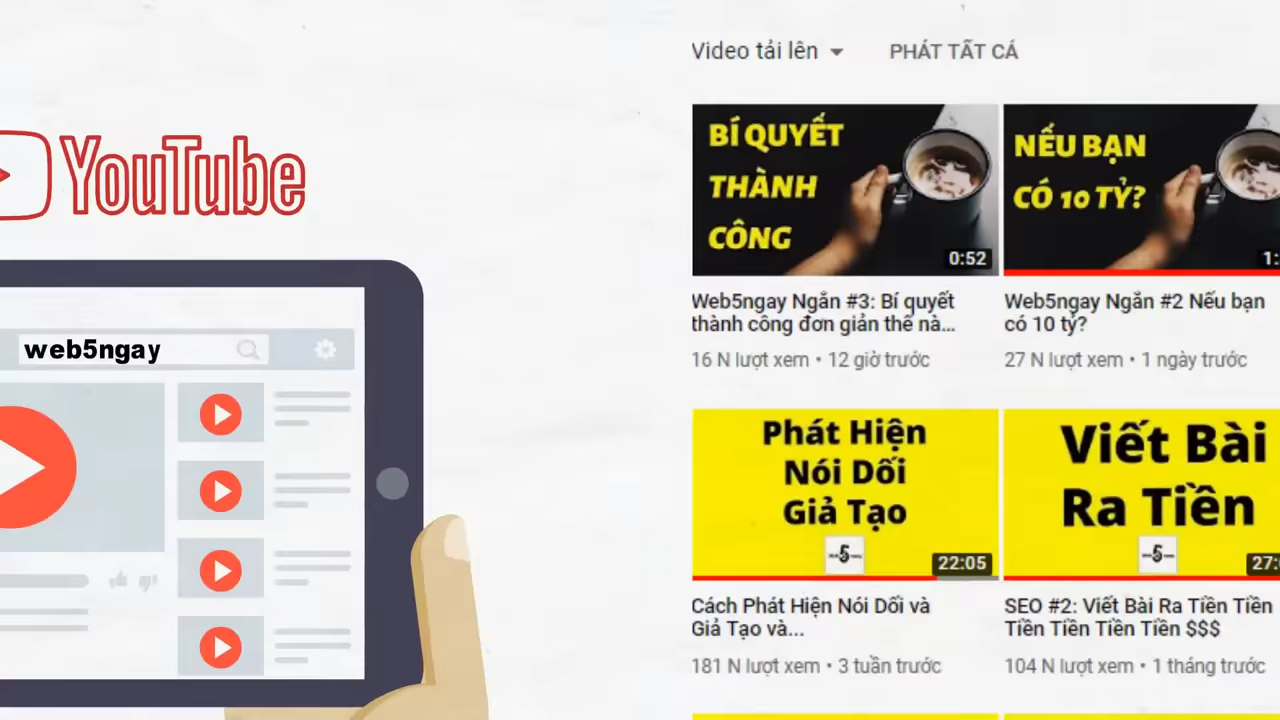 YouTube
web5ngay
Video tải lên
PHÁT TẤT CẢ
BÍ QUYẾT
THÀNH
CÔNG
0:52
NẾU BẠN
CÓ 10 TỶ?
1:
Web5ngay Ngắn #3: Bí quyết
thành công đơn giản thế nà...
16 N lượt xem • 12 giờ trước
Web5ngay Ngắn #2 Nếu bạn
có 10 tỷ?
27 N lượt xem • 1 ngày trước
Phát Hiện
Nói Dối
Giả Tạo
5
22:05
Viết Bài
Ra Tiền
5
27:
Cách Phát Hiện Nói Dối và
Giả Tạo và...
181 N lượt xem • 3 tuần trước
SEO #2: Viết Bài Ra Tiền Tiền
Tiền Tiền Tiền Tiền $$$
104 N lượt xem • 1 tháng trước